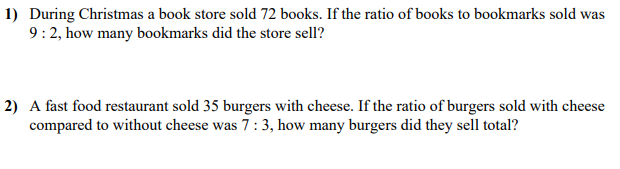 1) During Christmas a book store sold 72 books. If the ratio of books to bookmarks sold was
9 : 2, how many bookmarks did the store sell?
2) A fast food restaurant sold 35 burgers with cheese. If the ratio of burgers sold with cheese
compared to without cheese was 7 : 3, how many burgers did they sell total?